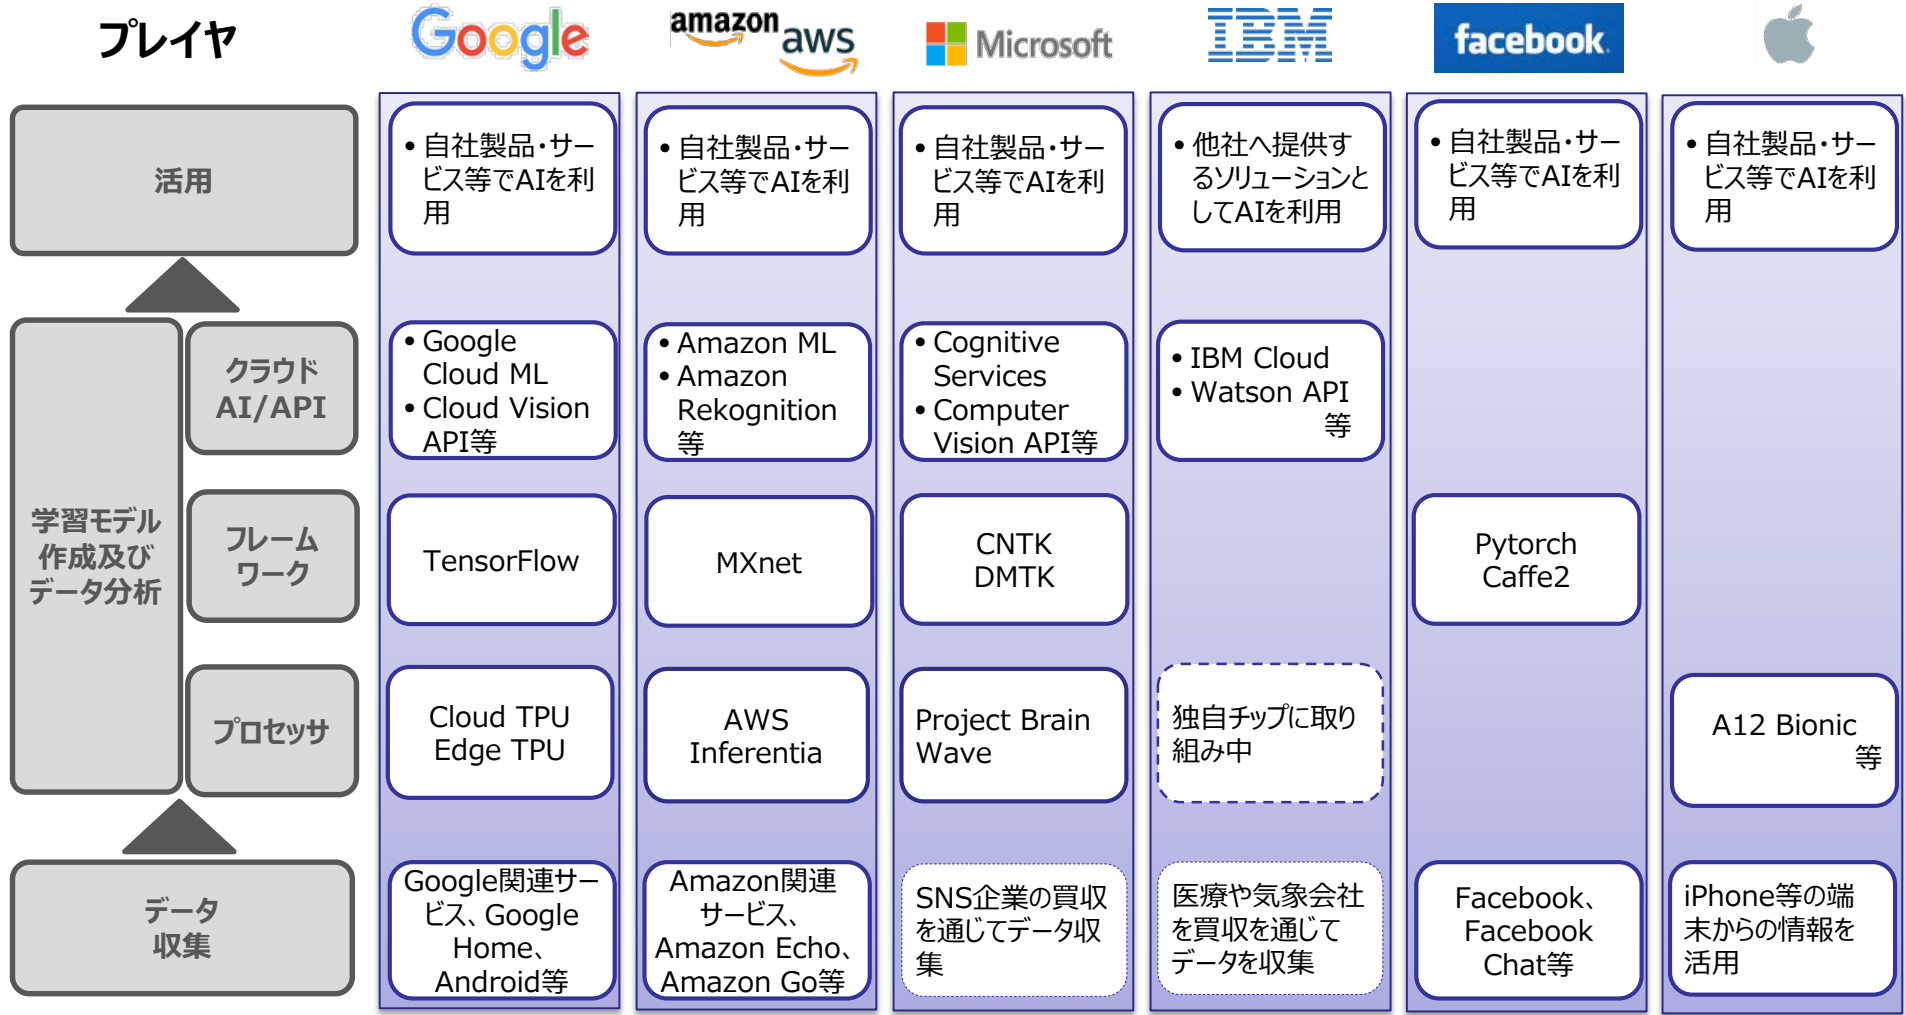 プレイヤ
Google
amazon
aws
Microsoft
IBM
facebook.
活用
• 自社製品・サー
ビス等でAIを利
用
• 自社製品・サー
ビス等でAIを利
用
• 自社製品・サー
ビス等でAIを利
用
• 他社へ提供す
るソリューションと
してAIを利用
• 自社製品・サー
ビス等でAIを利
用
• 自社製品・サー
ビス等でAIを利
用
学習モデル
作成及び
データ分析
クラウド
AI/API
• Google
Cloud ML
• Cloud Vision
API等
• Amazon ML
• Amazon
Rekognition
等
• Cognitive
Services
• Computer
Vision API等
• IBM Cloud
• Watson API
等
フレーム
ワーク
TensorFlow
MXnet
CNTK
DMTK
Pytorch
Caffe2
プロセッサ
Cloud TPU
Edge TPU
AWS
Inferentia
Project Brain
Wave
独自チップに取り
組み中
A12 Bionic
等
データ
収集
Google関連サー
ビス、Google
Home、
Android等
Amazon関連
サービス、
Amazon Echo、
Amazon Go等
SNS企業の買収
を通じてデータ収
集
医療や気象会社
を買収を通じて
データを収集
Facebook、
Facebook
Chat等
iPhone等の端
末からの情報を
活用